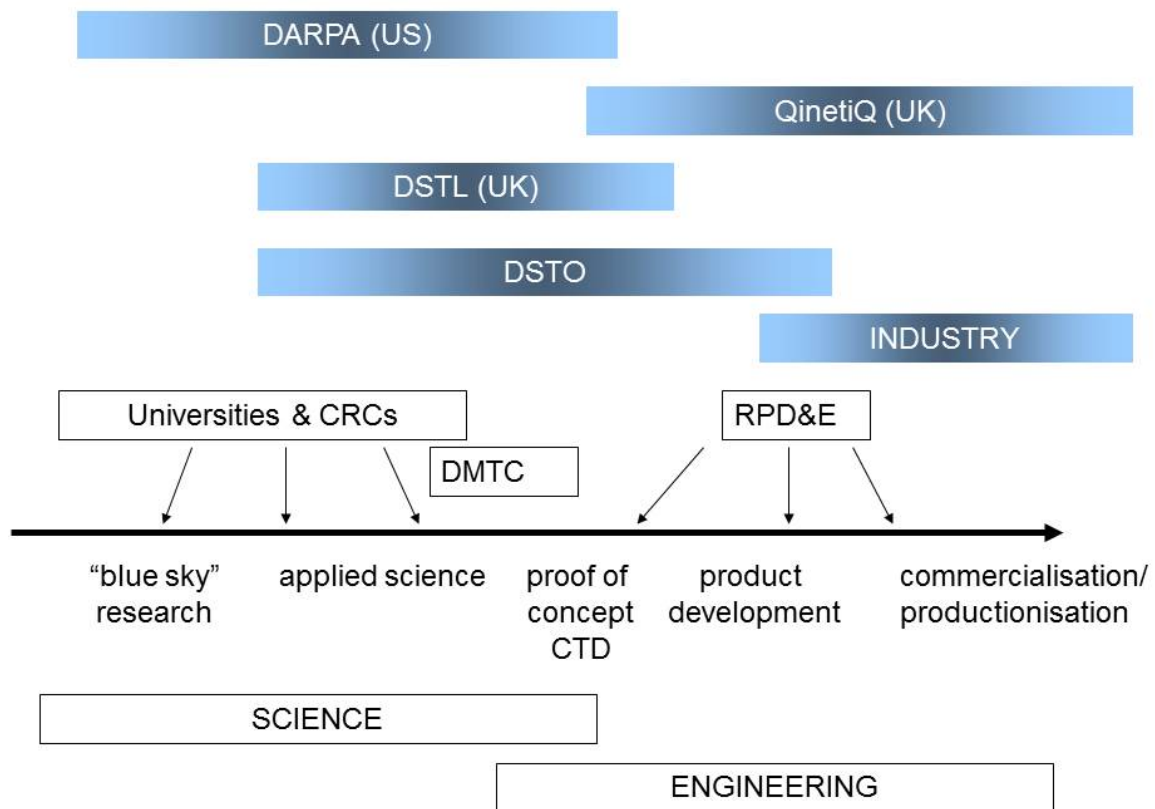 DARPA (US)
QinetiQ (UK)
DSTL (UK)
DSTO
INDUSTRY
Universities & CRCs
RPD&E
DMTC
“blue sky”
research
applied science
proof of
concept
CTD
product
development
commercialisation/
productionisation
SCIENCE
ENGINEERING